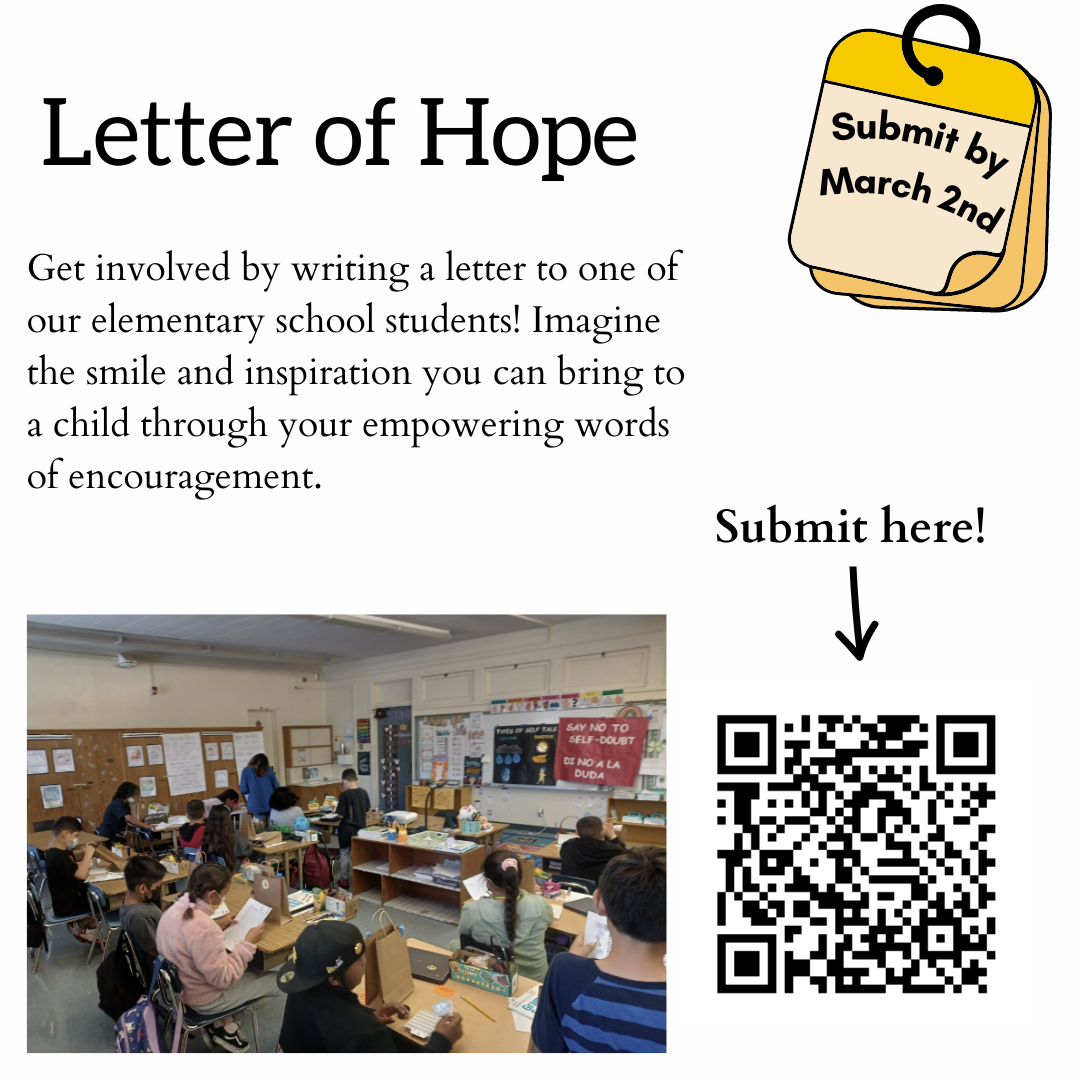 Letter of Hope
Submit by
March 2nd
Get involved by writing a letter to one of
our elementary school students! Imagine
the smile and inspiration you can bring to
a child through your empowering words
of encouragement.
Submit here!
TYPES OF SELF TALK
SAY NO TO
SELF-DOUBT
DI NO A LA
DUDA